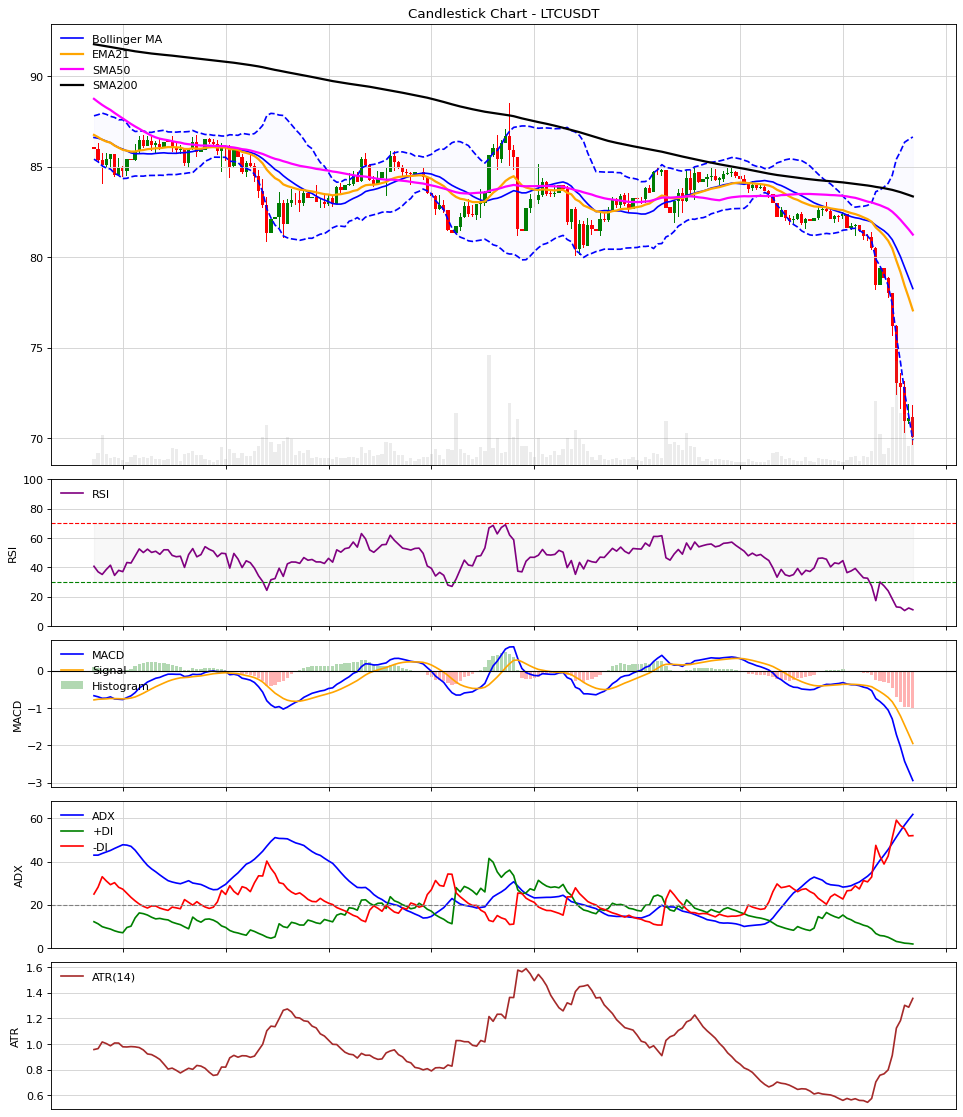 Candlestick Chart - LTCUSDT
Bollinger MA
EMA21
SMA50
SMA200
90
85
80
75
70
RSI
100
80
60
40
20
0
RSI
MACD
Signal
Histogram
0
−1
−2
−3
MACD
ADX
+DI
-DI
60
40
20
0
ADX
ATR(14)
1.6
1.4
1.2
1.0
0.8
0.6
ATR